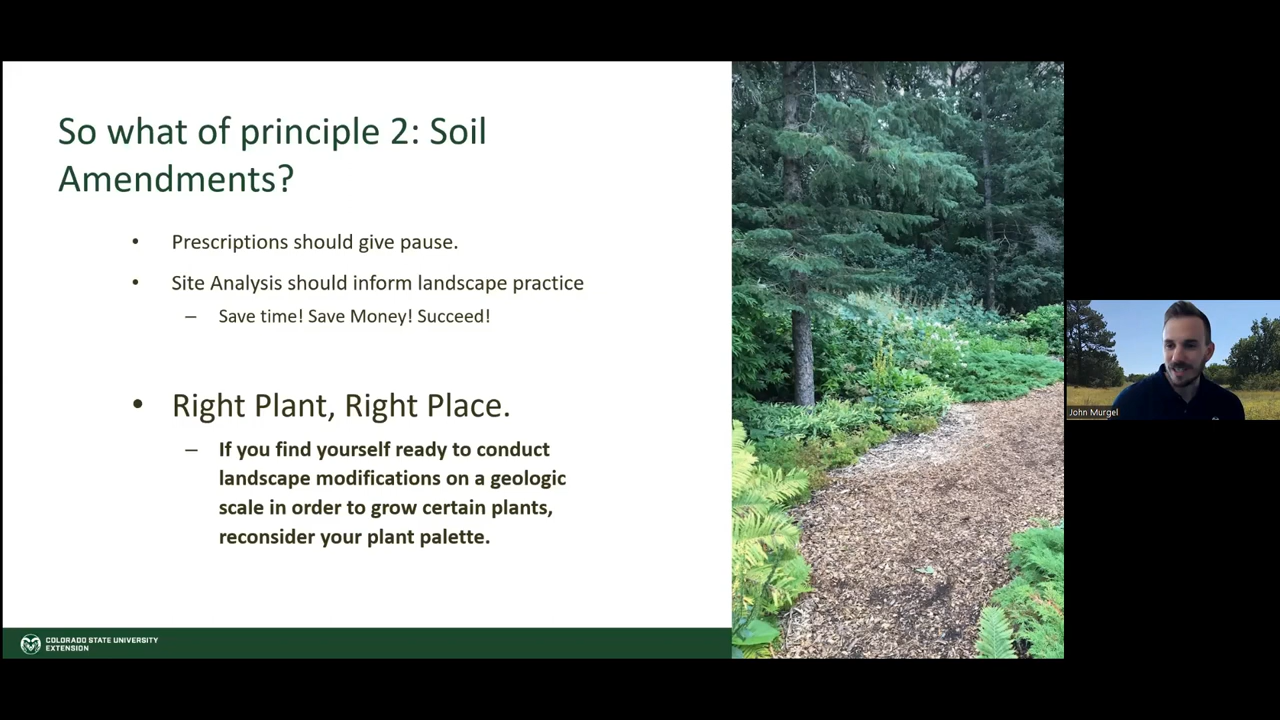 So what of principle 2: Soil
Amendments?
• Prescriptions should give pause.
• Site Analysis should inform landscape practice
– Save time! Save Money! Succeed!
• Right Plant, Right Place.
– If you find yourself ready to conduct
landscape modifications on a geologic
scale in order to grow certain plants,
reconsider your plant palette.
COLORADO STATE UNIVERSITY
EXTENSION
John Murgel